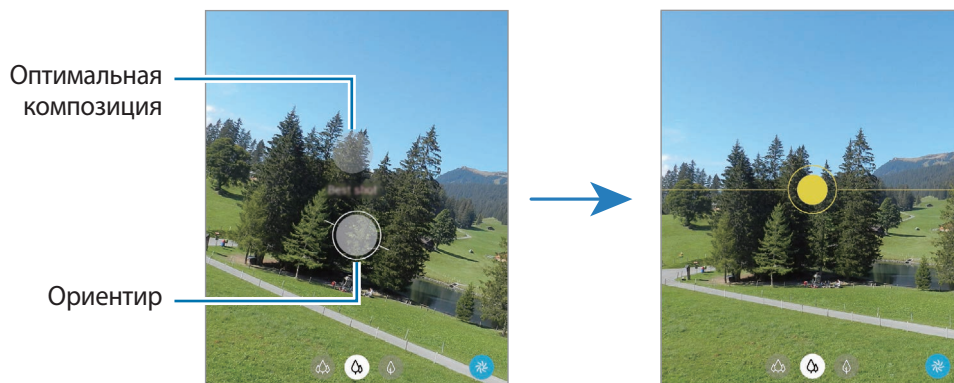 Оптимальная
композиция
Ориентир